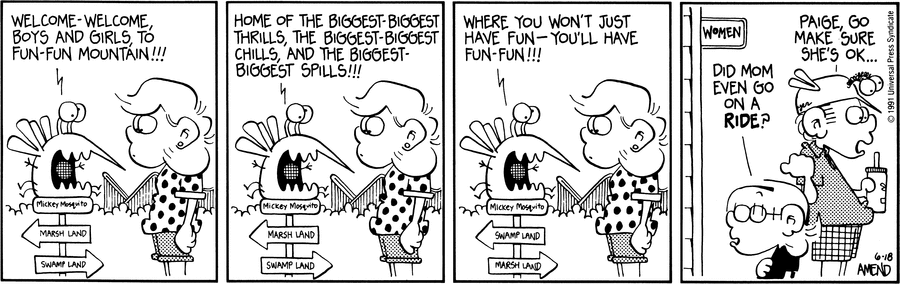 WELCOME-WELCOME,
BOYS AND GIRLS, TO
FUN-FUN MOUNTAIN!!!
Mickey Mosquito
MARSH LAND
SWAMP LAND
HOME OF THE BIGGEST-BIGGEST
THRILLS, THE BIGGEST-BIGGEST
CHILLS, AND THE BIGGEST-
BIGGEST SPILLS!!!
Mickey Mosquito
MARSH LAND
SWAMP LAND
WHERE YOU WON'T JUST
HAVE FUN—YOU'LL HAVE
FUN-FUN!!!
Mickey Mosquito
SWAMP LAND
MARSH LAND
WOMEN
PAIGE, GO
MAKE SURE
SHE'S OK...
DID MOM
EVEN GO
ON A
RIDE?
© 1991 Universal Press Syndicate
6-18
AMEND